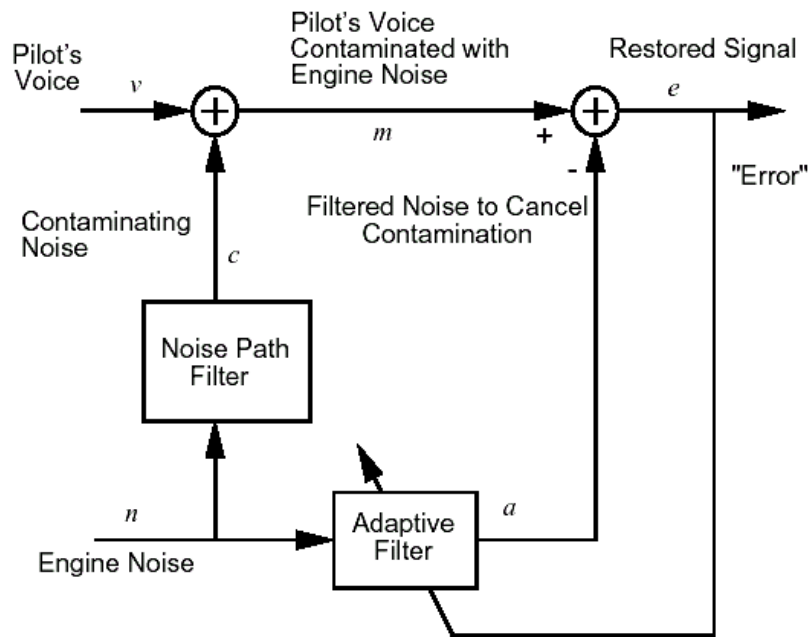 Pilot's
Voice
v
Pilot's Voice
Contaminated with
Engine Noise
m
Restored Signal
e
+
-
"Error"
Contaminating
Noise
c
Filtered Noise to Cancel
Contamination
Noise Path
Filter
n
Engine Noise
Adaptive
Filter
a